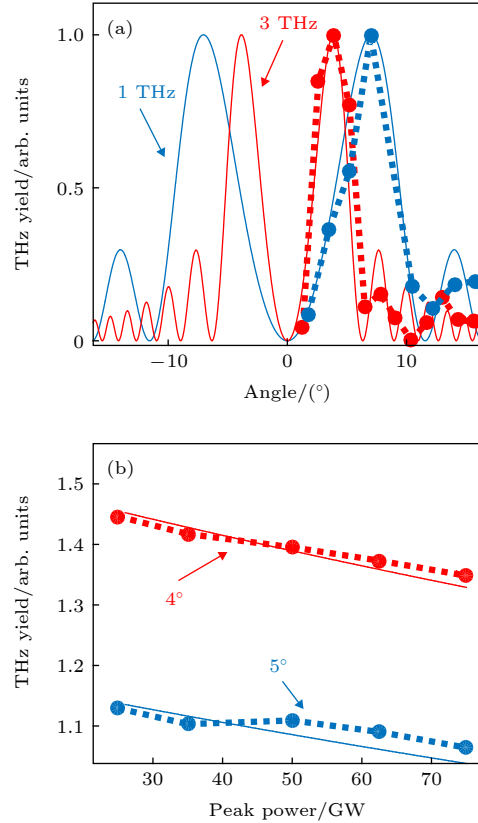 (a)
3 THz
1 THz
1.0
0.5
0
THz yield/arb. units
−10
0
10
Angle/(°)
(b)
1.5
1.4
1.3
1.2
1.1
THz yield/arb. units
4°
5°
30
40
50
60
70
Peak power/GW